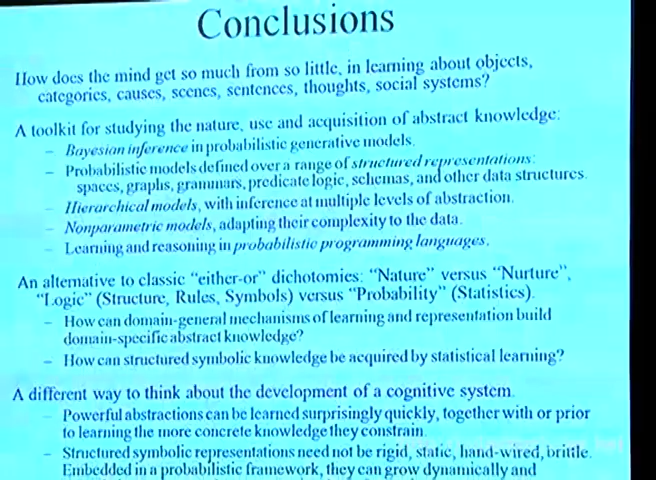 Conclusions
How does the mind get so much from so little, in learning about objects,
categories, causes, scenes, sentences, thoughts, social systems?
A toolkit for studying the nature, use and acquisition of abstract knowledge:
– Bayesian inference in probabilistic generative models.
– Probabilistic models defined over a range of structured representations:
spaces, graphs, grammars, predicate logic, schemas, and other data structures.
– Hierarchical models, with inference at multiple levels of abstraction.
– Nonparametric models, adapting their complexity to the data.
– Learning and reasoning in probabilistic programming languages.
An alternative to classic “either-or” dichotomies: “Nature” versus “Nurture”,
“Logic” (Structure, Rules, Symbols) versus “Probability” (Statistics).
– How can domain-general mechanisms of learning and representation build
domain-specific abstract knowledge?
– How can structured symbolic knowledge be acquired by statistical learning?
A different way to think about the development of a cognitive system.
– Powerful abstractions can be learned surprisingly quickly, together with or prior
to learning the more concrete knowledge they constrain.
– Structured symbolic representations need not be rigid, static, hand-wired, brittle.
Embedded in a probabilistic framework, they can grow dynamically and